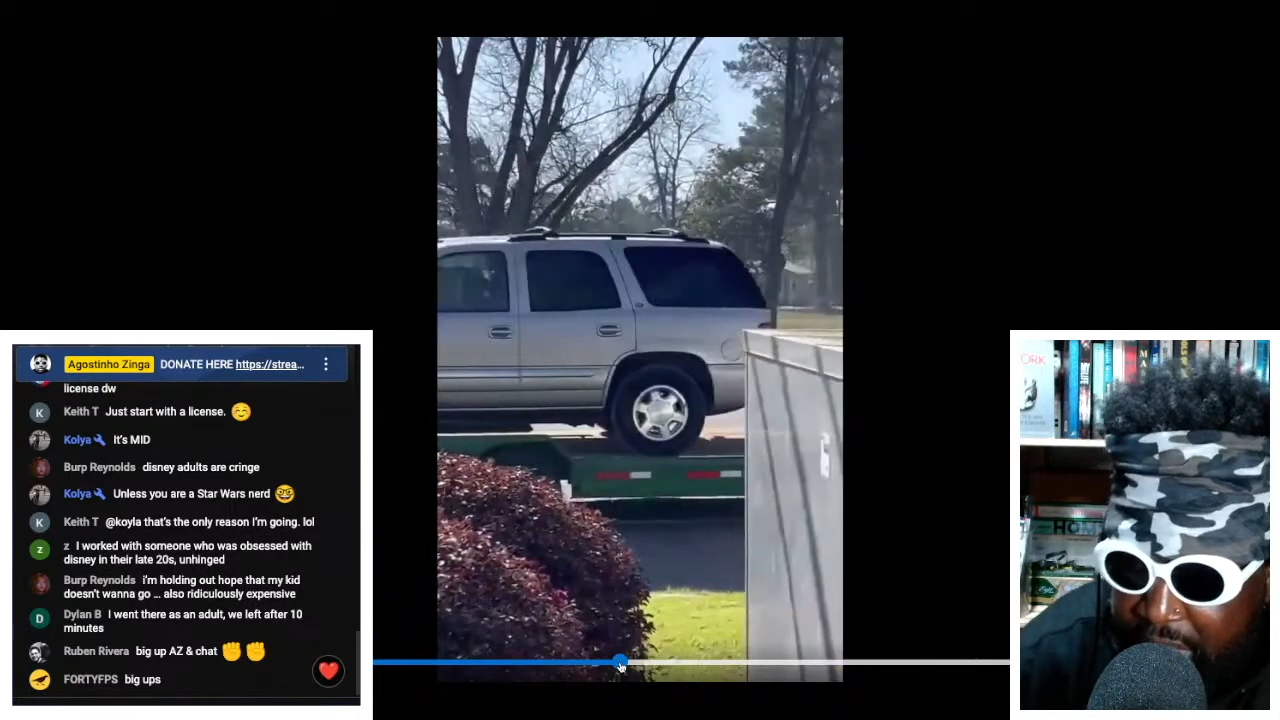 Agostinho Zinga DONATE HERE https://strea...
license dw
K Keith T Just start with a license.
Kolya It's MID
Burp Reynolds disney adults are cringe
Kolya Unless you are a Star Wars nerd
K Keith T @koyla that's the only reason I'm going. lol
z z I worked with someone who was obsessed with
disney in their late 20s, unhinged
Burp Reynolds i'm holding out hope that my kid
doesn't wanna go ... also ridiculously expensive
D Dylan B I went there as an adult, we left after 10
minutes
Ruben Rivera big up AZ & chat
FORTYFPS big ups
ORK